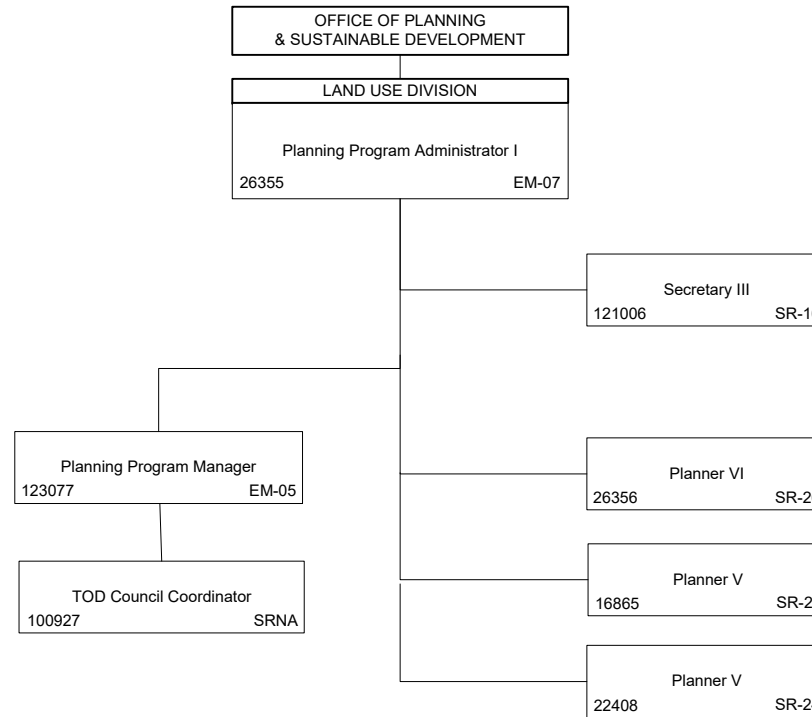 OFFICE OF PLANNING
& SUSTAINABLE DEVELOPMENT
LAND USE DIVISION
Planning Program Administrator I
26355 EM-07
Secretary III
121006
Planning Program Manager
123077 EM-05
Planner VI
26356
TOD Council Coordinator
100927 SRNA
Planner V
16865
Planner V
22408